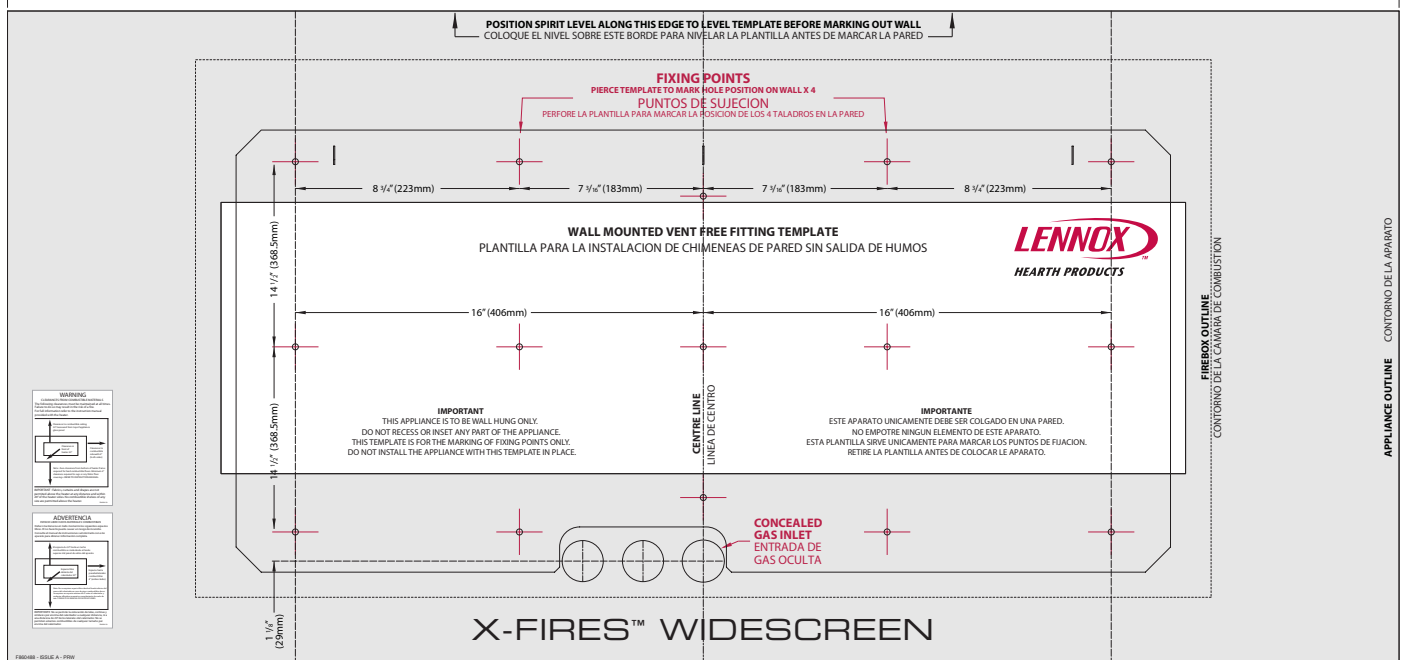 POSITION SPIRIT LEVEL ALONG THIS EDGE TO LEVEL TEMPLATE BEFORE MARKING OUT WALL
COLOQUE EL NIVEL SOBRE ESTE BORDE PARA NIVELAR LA PLANTILLA ANTES DE MARCAR LA PARED
FIXING POINTS
PIERCE TEMPLATE TO MARK HOLE POSITION ON WALL X 4
PUNTOS DE SUJECION
PERFORE LA PLANTILLA PARA MARCAR LA POSICION DE LOS 4 TALADROS EN LA PARED
8 3/4" (223mm)
7 3/16" (183mm)
7 3/16" (183mm)
8 3/4" (223mm)
14 1/2" (368.5mm)
WALL MOUNTED VENT FREE FITTING TEMPLATE
PLANTILLA PARA LA INSTALACION DE CHIMENEAS DE PARED SIN SALIDA DE HUMOS
LENNOX™
HEARTH PRODUCTS
16" (406mm)
16" (406mm)
FIREBOX OUTLINE
CONTORNO DE LA CAMARA DE COMBUSTION
APPLIANCE OUTLINE CONTORNO DE LA APARATO
14 1/2" (368.5mm)
IMPORTANT
THIS APPLIANCE IS TO BE WALL HUNG ONLY.
DO NOT RECESS OR INSET ANY PART OF THE APPLIANCE.
THIS TEMPLATE IS FOR THE MARKING OF FIXING POINTS ONLY.
DO NOT INSTALL THE APPLIANCE WITH THIS TEMPLATE IN PLACE.
CENTRE LINE
LINEA DE CENTRO
IMPORTANTE
ESTE APARATO UNICAMENTE DEBE SER COLGADO EN UNA PARED.
NO EMPOTRE NINGUN ELEMENTO DE ESTE APARATO.
ESTA PLANTILLA SIRVE UNICAMENTE PARA MARCAR LOS PUNTOS DE FIJACION.
RETIRE LA PLANTILLA ANTES DE COLOCAR LE APARATO.
WARNING
ADVERTENCIA
CONCEALED
GAS INLET
ENTRADA DE
GAS OCULTA
1 1/8"
(29mm)
X-FIRES™ WIDESCREEN
F860488 - ISSUE A - PRW